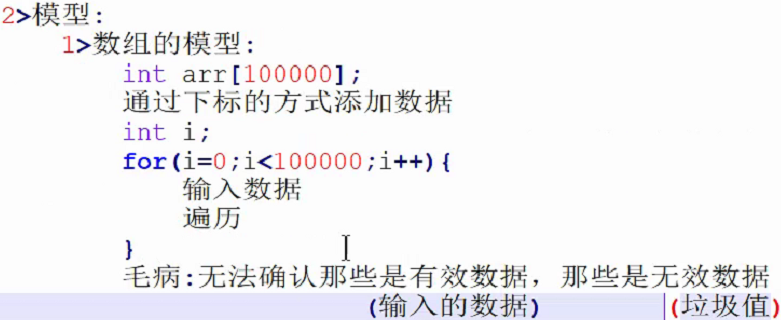 2>模型:
1>数组的模型:
int arr[100000];
通过下标的方式添加数据
int i;
for(i=0;i<100000;i++){
输入数据
遍历
}
毛病:无法确认那些是有效数据，那些是无效数据
(输入的数据) (垃圾值)